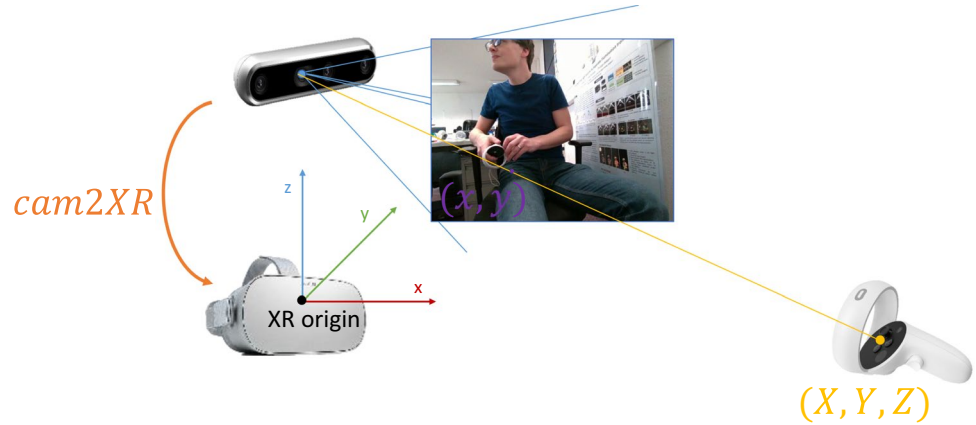 cam2XR
z
y
x
XR origin
(x, y)
(X, Y, Z)